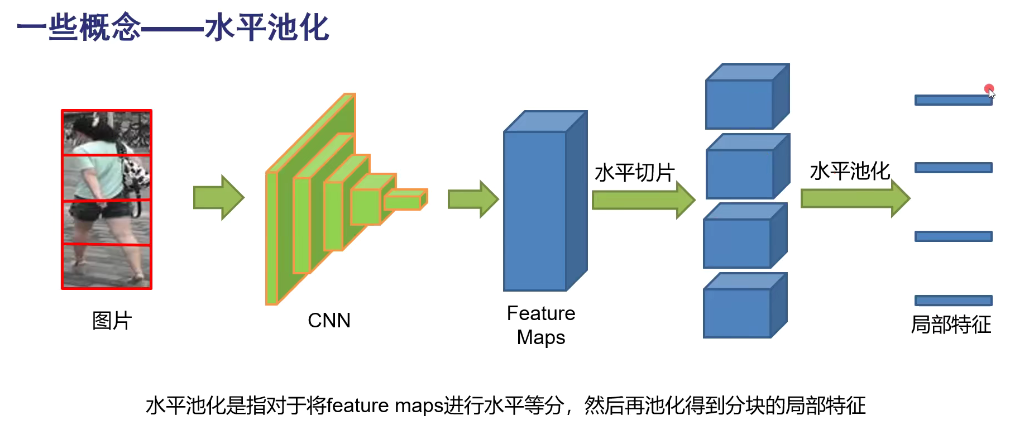 一些概念——水平池化
水平切片
水平池化
图片
CNN
Feature
Maps
局部特征
水平池化是指对于将feature maps进行水平等分，然后再池化得到分块的局部特征